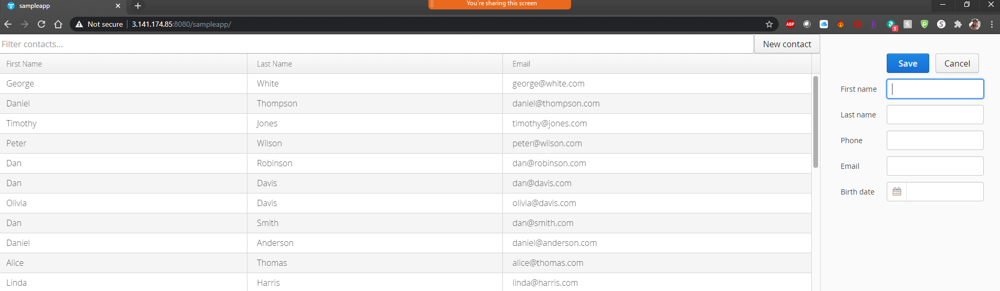 sampleapp
You're sharing this screen
Not secure 3.141.174.85:8080/sampleapp/
ABP
R
1
Filter contacts...
New contact
First Name Last Name Email
Save Cancel
George White george@white.com
First name
Daniel Thompson daniel@thompson.com
Last name
Timothy Jones timothy@jones.com
Phone
Peter Wilson peter@wilson.com
Dan Robinson dan@robinson.com
Email
Dan Davis dan@davis.com
Birth date
Olivia Davis olivia@davis.com
Dan Smith dan@smith.com
Daniel Anderson daniel@anderson.com
Alice Thomas alice@thomas.com
Linda Harris linda@harris.com